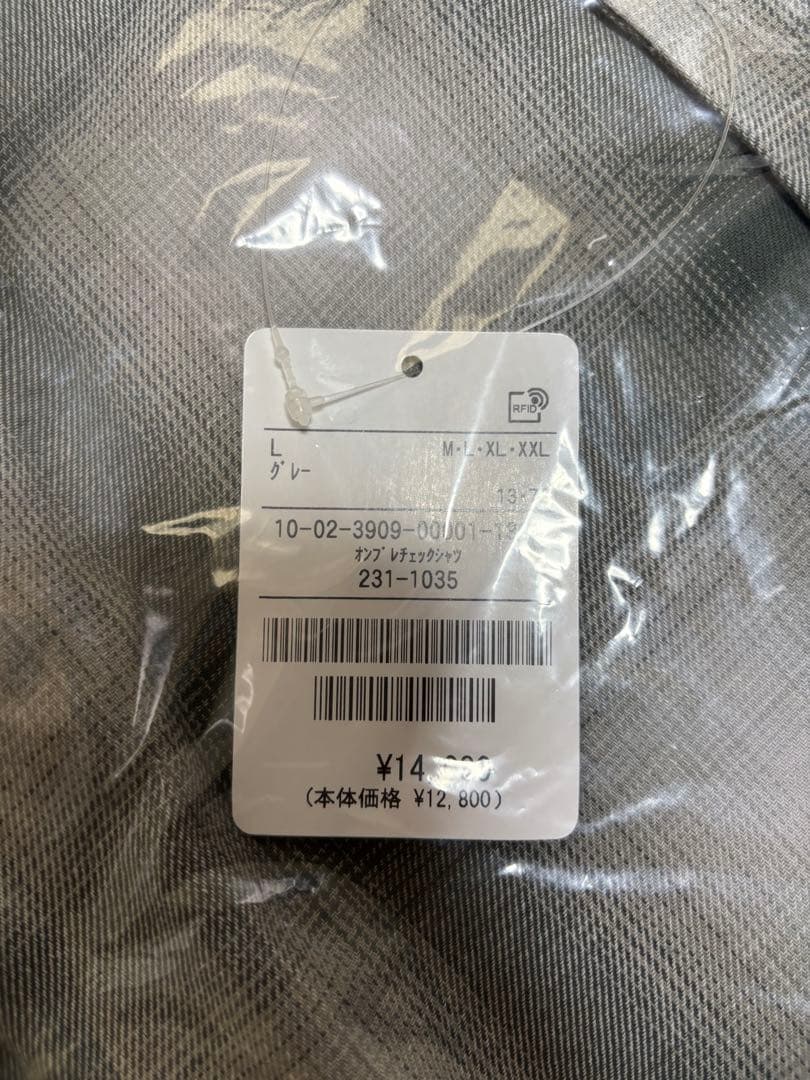 RFID
L M・L・XL・XXL
グレー
10-02-3909-00001-
オンブレチェックシャツ
231-1035
(本体価格 ¥12,800)